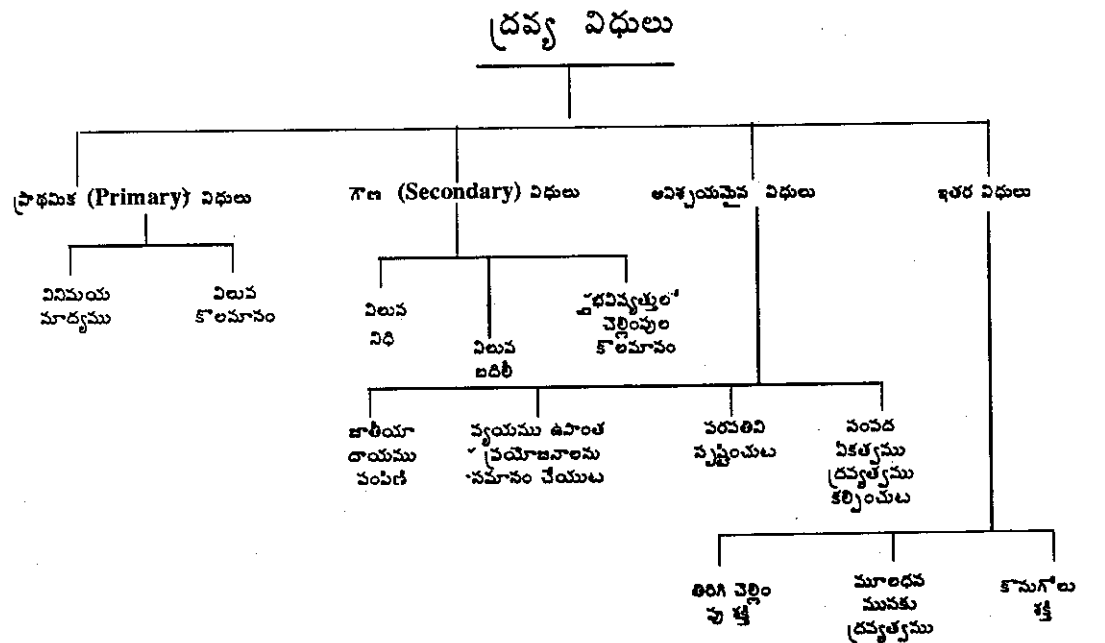 ద్రవ్య విధులు
ప్రాథమిక (Primary) విధులు
గౌణ (Secondary) విధులు
ఆవిశ్చయమైన విధులు
ఇతర విధులు
వినిమయ
మాద్యము
విలువ
కొలమానం
విలువ
నిధి
విలువ
బదిలీ
భవిష్యత్తులో
చెల్లింపుల
కొలమానం
జాతీయా
దాయము
పంపిణి
వ్యయము ఉపాంత
ప్రయోజనాలను
సమానం చేయుట
పరపతిని
సృష్టించుట
సంపద
ఏకత్వము
ద్రవ్యత్వము
కల్పించుట
తిరిగి చెల్లిం
పు శక్తి
మూలధన
మునకు
ద్రవ్యత్వము
కొనుగోలు
శక్తి